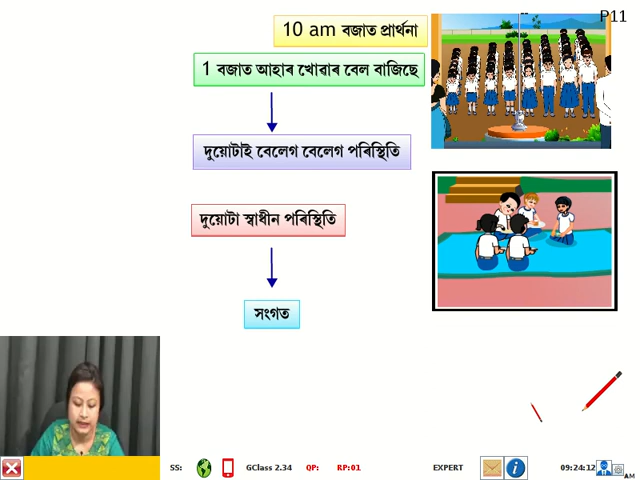 P11
10 am বজাত প্ৰাৰ্থনা
1 বজাত আহাৰ খোৱাৰ বেল বাজিছে
দুয়োটাই বেলেগ বেলেগ পৰিস্থিতি
দুয়োটা স্বাধীন পৰিস্থিতি
সংগত
SS: GClass 2.34 QP: RP:01 EXPERT 09:24:12 AM